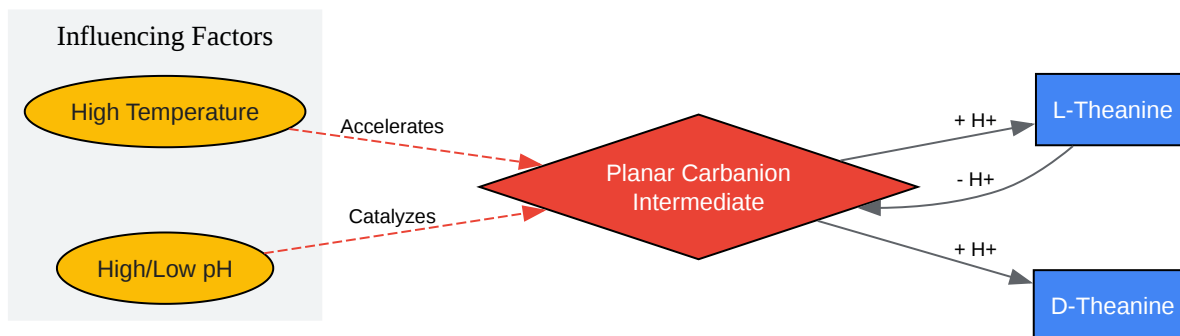 Influencing Factors
High Temperature
Accelerates
High/Low pH
Catalyzes
Planar Carbanion
Intermediate
+ H+
- H+
+ H+
L-Theanine
D-Theanine